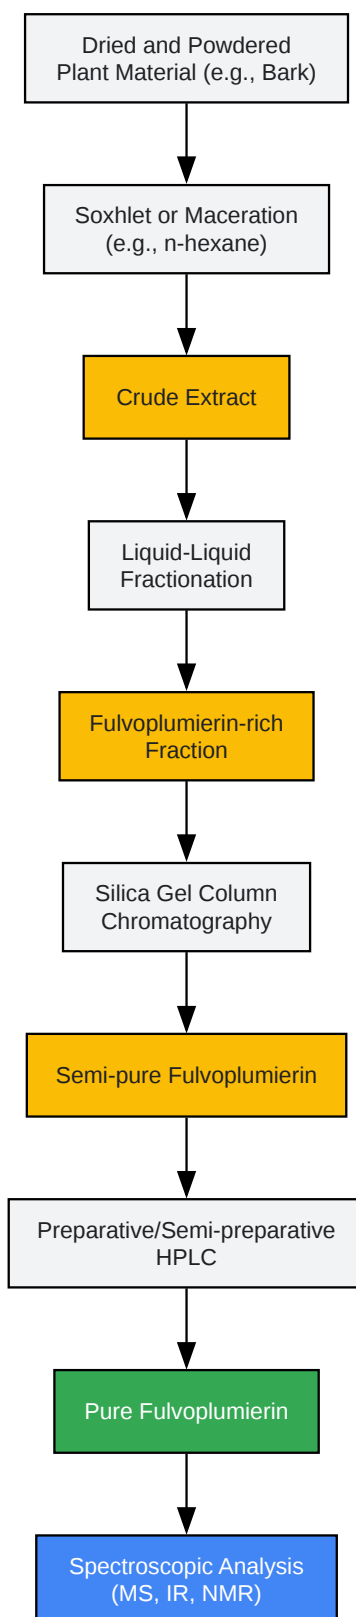 Dried and Powdered
Plant Material (e.g., Bark)
Soxhlet or Maceration
(e.g., n-hexane)
Crude Extract
Liquid-Liquid
Fractionation
Fulvoplumierin-rich
Fraction
Silica Gel Column
Chromatography
Semi-pure Fulvoplumierin
Preparative/Semi-preparative
HPLC
Pure Fulvoplumierin
Spectroscopic Analysis
(MS, IR, NMR)